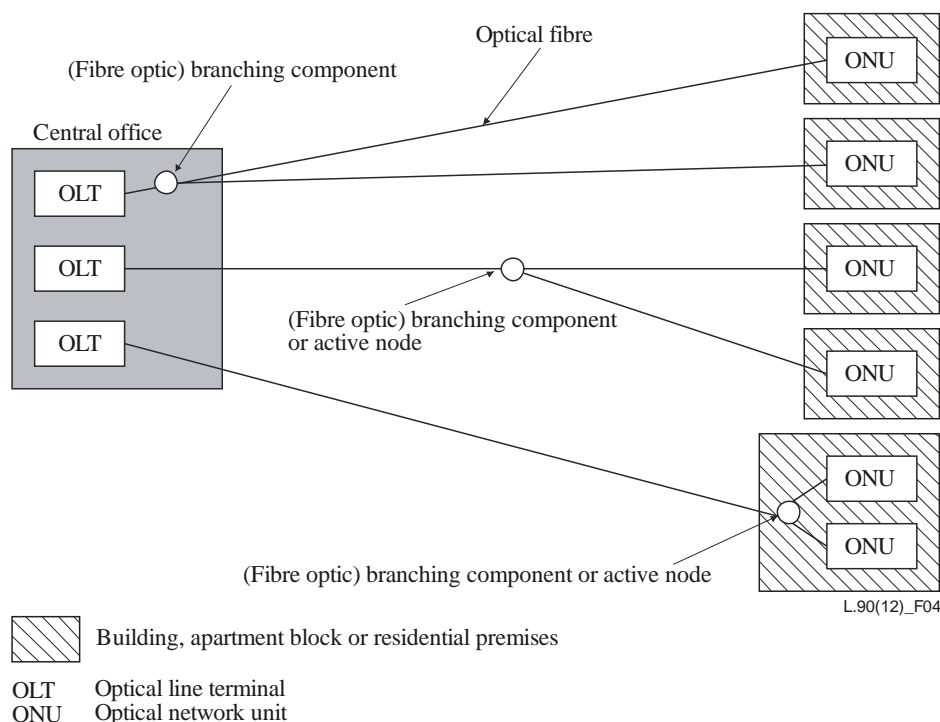 Optical fibre
ONU
(Fibre optic) branching component
Central office
OLT
ONU
OLT
ONU
(Fibre optic) branching component
or active node
OLT
ONU
ONU
ONU
(Fibre optic) branching component or active node
L.90(12)_F04
Building, apartment block or residential premises
OLT Optical line terminal
ONU Optical network unit